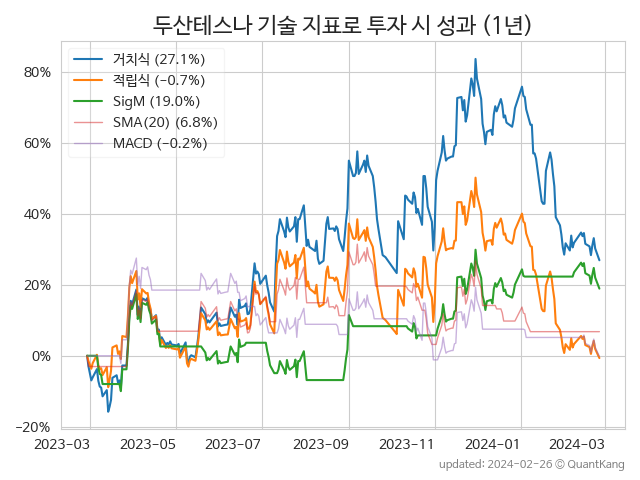 두산테스나 기술 지표로 투자 시 성과 (1년)
거치식 (27.1%)
적립식 (−0.7%)
SigM (19.0%)
SMA(20) (6.8%)
MACD (−0.2%)
80%
60%
40%
20%
0%
−20%
2023−03 2023−05 2023−07 2023−09 2023−11 2024−01 2024−03
updated: 2024−02−26 ⓒ QuantKang